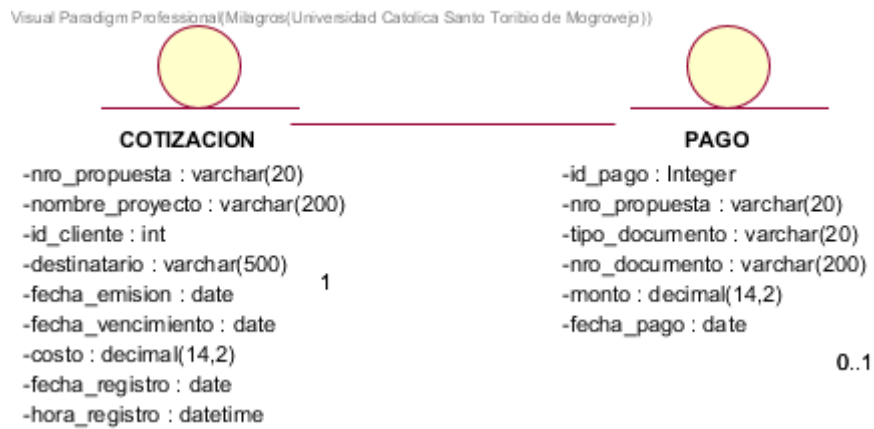 Visual Paradigm Professional(Milagros(Universidad Catolica Santo Toribio de Mogrovejo))
COTIZACION
-nro_propuesta : varchar(20)
-nombre_proyecto : varchar(200)
-id_cliente : int
-destinatario : varchar(500)
-fecha_emision : date
-fecha_vencimiento : date
-costo : decimal(14,2)
-fecha_registro : date
-hora_registro : datetime
1
PAGO
-id_pago : Integer
-nro_propuesta : varchar(20)
-tipo_documento : varchar(20)
-nro_documento : varchar(200)
-monto : decimal(14,2)
-fecha_pago : date
0..1